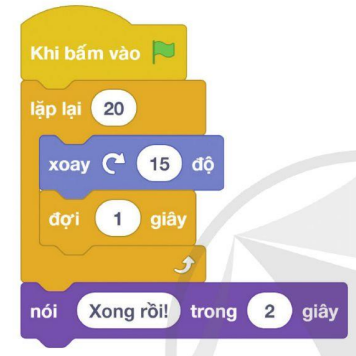 Khi bấm vào
lặp lại 20
xoay 15 độ
đợi 1 giây
nói Xong rồi! trong 2 giây